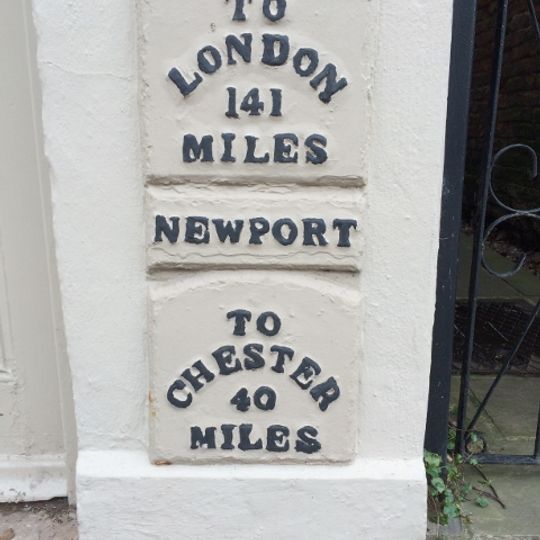 TO
LONDON
141
MILES
NEWPORT
TO
CHESTER
40
MILES